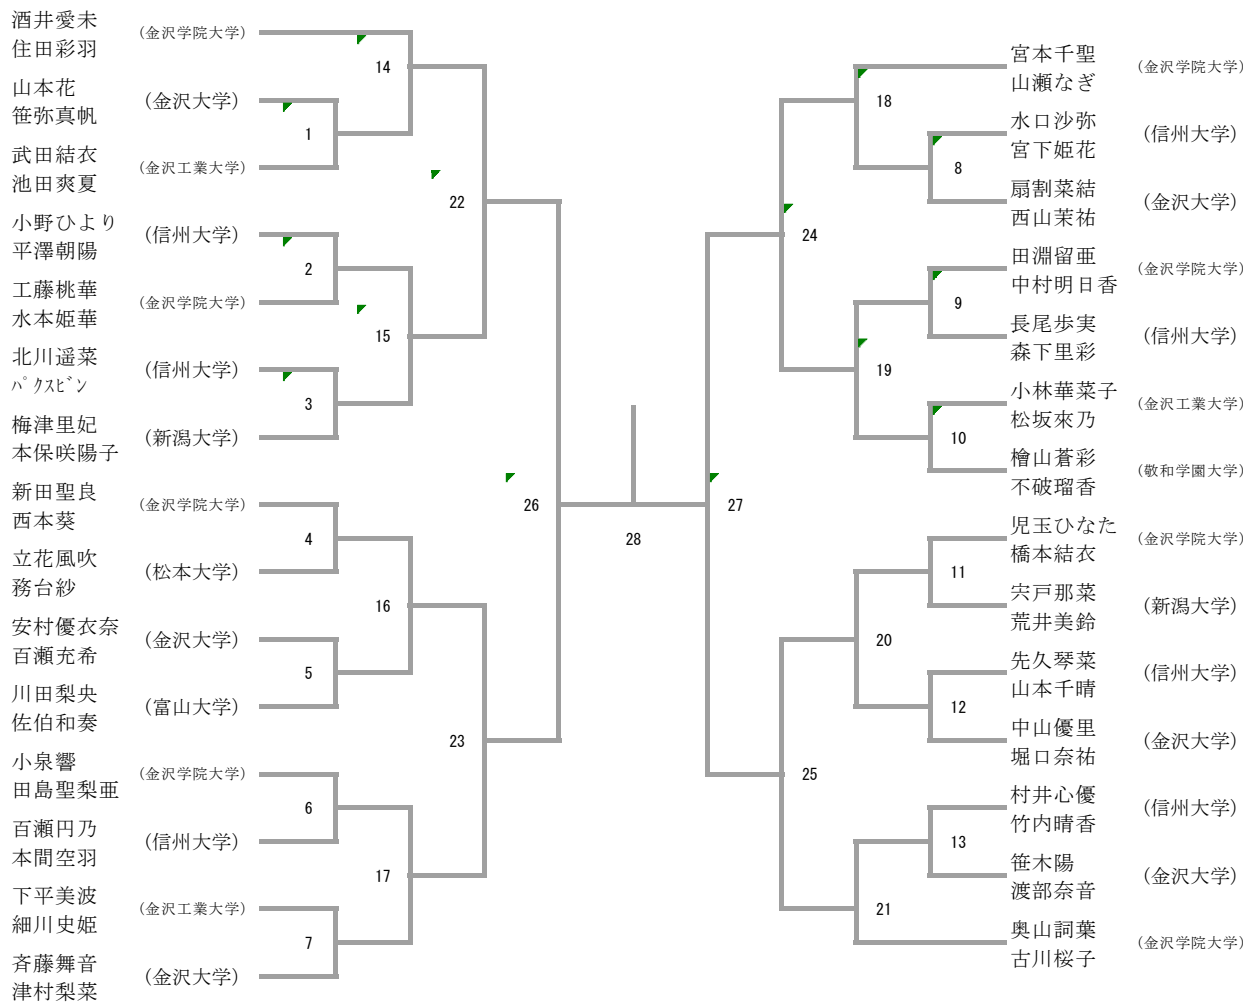 酒井愛未
住田彩羽
(金沢学院大学)
14
山本花
笹弥真帆
(金沢大学)
1
武田結衣
池田爽夏
(金沢工業大学)
22
小野ひより
平澤朝陽
(信州大学)
2
工藤桃華
水本姫華
(金沢学院大学)
15
北川遥菜
パクスビン
(信州大学)
3
梅津里妃
本保咲陽子
(新潟大学)
26
新田聖良
西本葵
(金沢学院大学)
4
立花風吹
務台紗
(松本大学)
16
安村優衣奈
百瀬充希
(金沢大学)
5
川田梨央
佐伯和奏
(富山大学)
23
小泉響
田島聖梨亜
(金沢学院大学)
6
百瀬円乃
本間空羽
(信州大学)
17
下平美波
細川史姫
(金沢工業大学)
7
斉藤舞音
津村梨菜
(金沢大学)
28
宮本千聖
山瀬なぎ
(金沢学院大学)
18
水口沙弥
宮下姫花
(信州大学)
8
扇割菜結
西山茉祐
(金沢大学)
24
田淵留亜
中村明日香
(金沢学院大学)
9
長尾歩実
森下里彩
(信州大学)
19
小林華菜子
松坂來乃
(金沢工業大学)
10
檜山蒼彩
不破瑠香
(敬和学園大学)
27
児玉ひなた
橋本結衣
(金沢学院大学)
11
宍戸那菜
荒井美鈴
(新潟大学)
20
先久琴菜
山本千晴
(信州大学)
12
中山優里
堀口奈祐
(金沢大学)
25
村井心優
竹内晴香
(信州大学)
13
笹木陽
渡部奈音
(金沢大学)
21
奥山詞葉
古川桜子
(金沢学院大学)